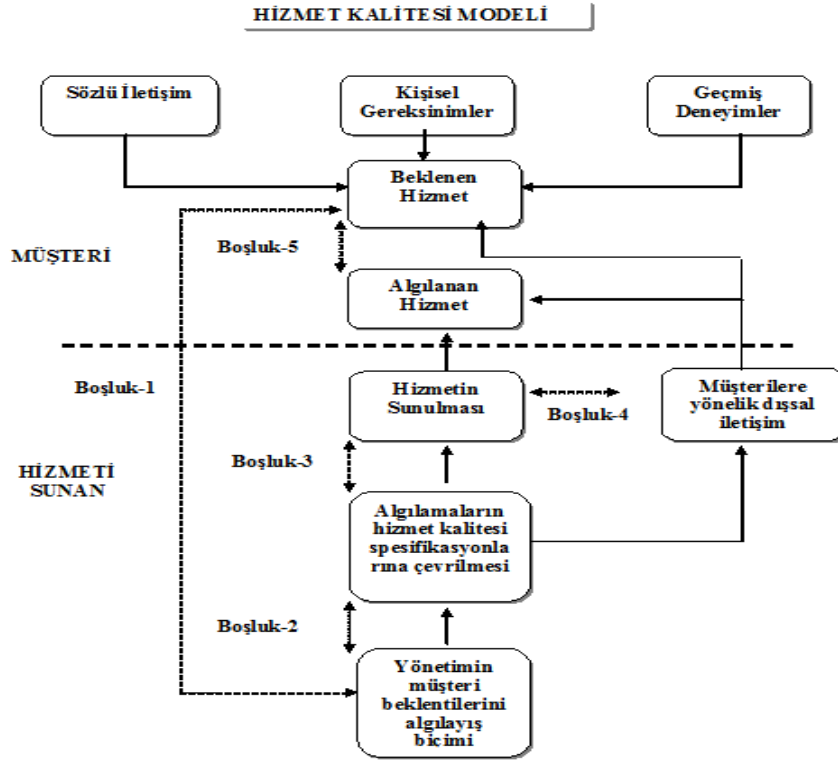 HİZMET KALİTESİ MODELİ
Sözlü İletişim
Kişisel
Gereksinimler
Geçmiş
Deneyimler
Beklenen
Hizmet
Boşluk-5
MÜŞTERİ
Algılanan
Hizmet
Boşluk-1
Hizmetin
Sunulması
Boşluk-4
Müşterilere
yönelik dışsal
iletişim
Boşluk-3
HİZMETİ
SUNAN
Algılamaların
hizmet kalitesi
spesifikasyonla
rına çevrilmesi
Boşluk-2
Yönetimin
müşteri
beklentilerini
algılayış
biçimi